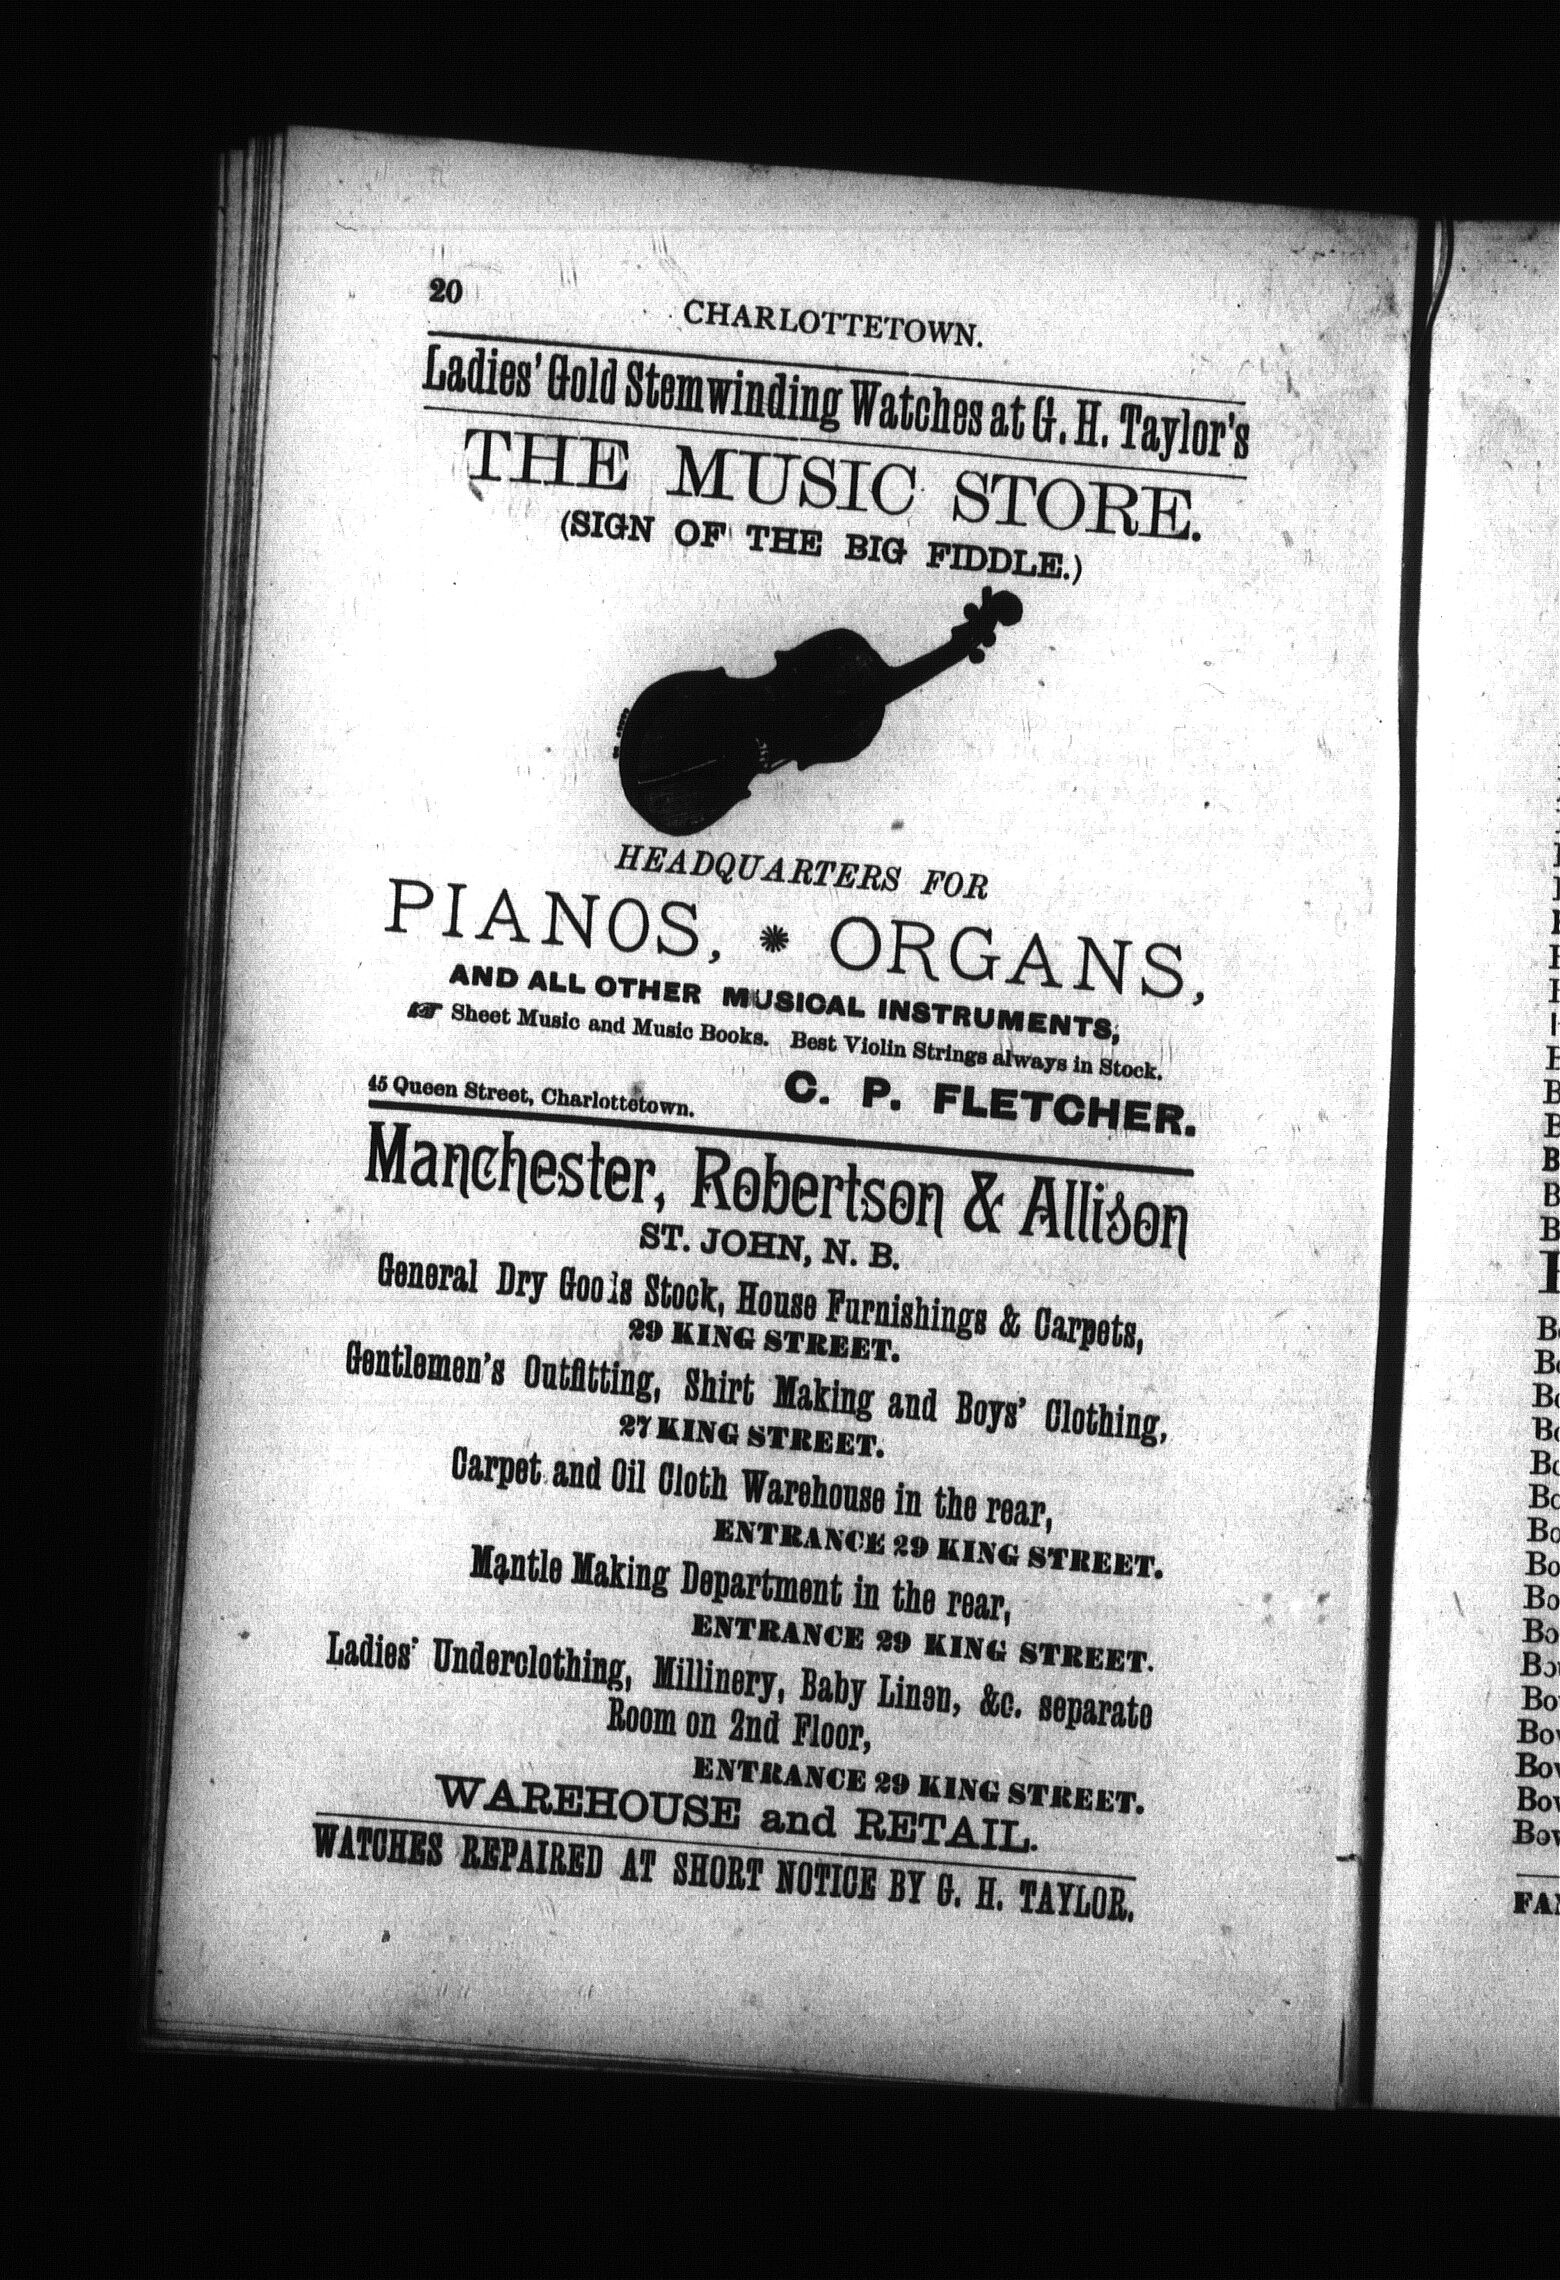 20
CHARLOTTETOWN.
Ladies' Gold Stemwinding Watches at G. H. Taylor's
THE MUSIC STORE.
(SIGN OF THE BIG FIDDLE.)
HEADQUARTERS FOR
PIANOS, * ORGANS,
AND ALL OTHER MUSICAL INSTRUMENTS,
☞ Sheet Music and Music Books. Best Violin Strings always in Stock.
45 Queen Street, Charlottetown. C. P. FLETCHER.
Manchester, Robertson & Allison
ST. JOHN, N. B.
General Dry Goods Stock, House Furnishings & Carpets,
29 KING STREET.
Gentlemen's Outfitting, Shirt Making and Boys' Clothing,
27 KING STREET.
Carpet and Oil Cloth Warehouse in the rear,
ENTRANCE 29 KING STREET.
Mantle Making Department in the rear,
ENTRANCE 29 KING STREET.
Ladies' Underclothing, Millinery, Baby Linen, &c. separate
Room on 2nd Floor,
ENTRANCE 29 KING STREET.
WAREHOUSE and RETAIL.
WATCHES REPAIRED AT SHORT NOTICE BY G. H. TAYLOR.